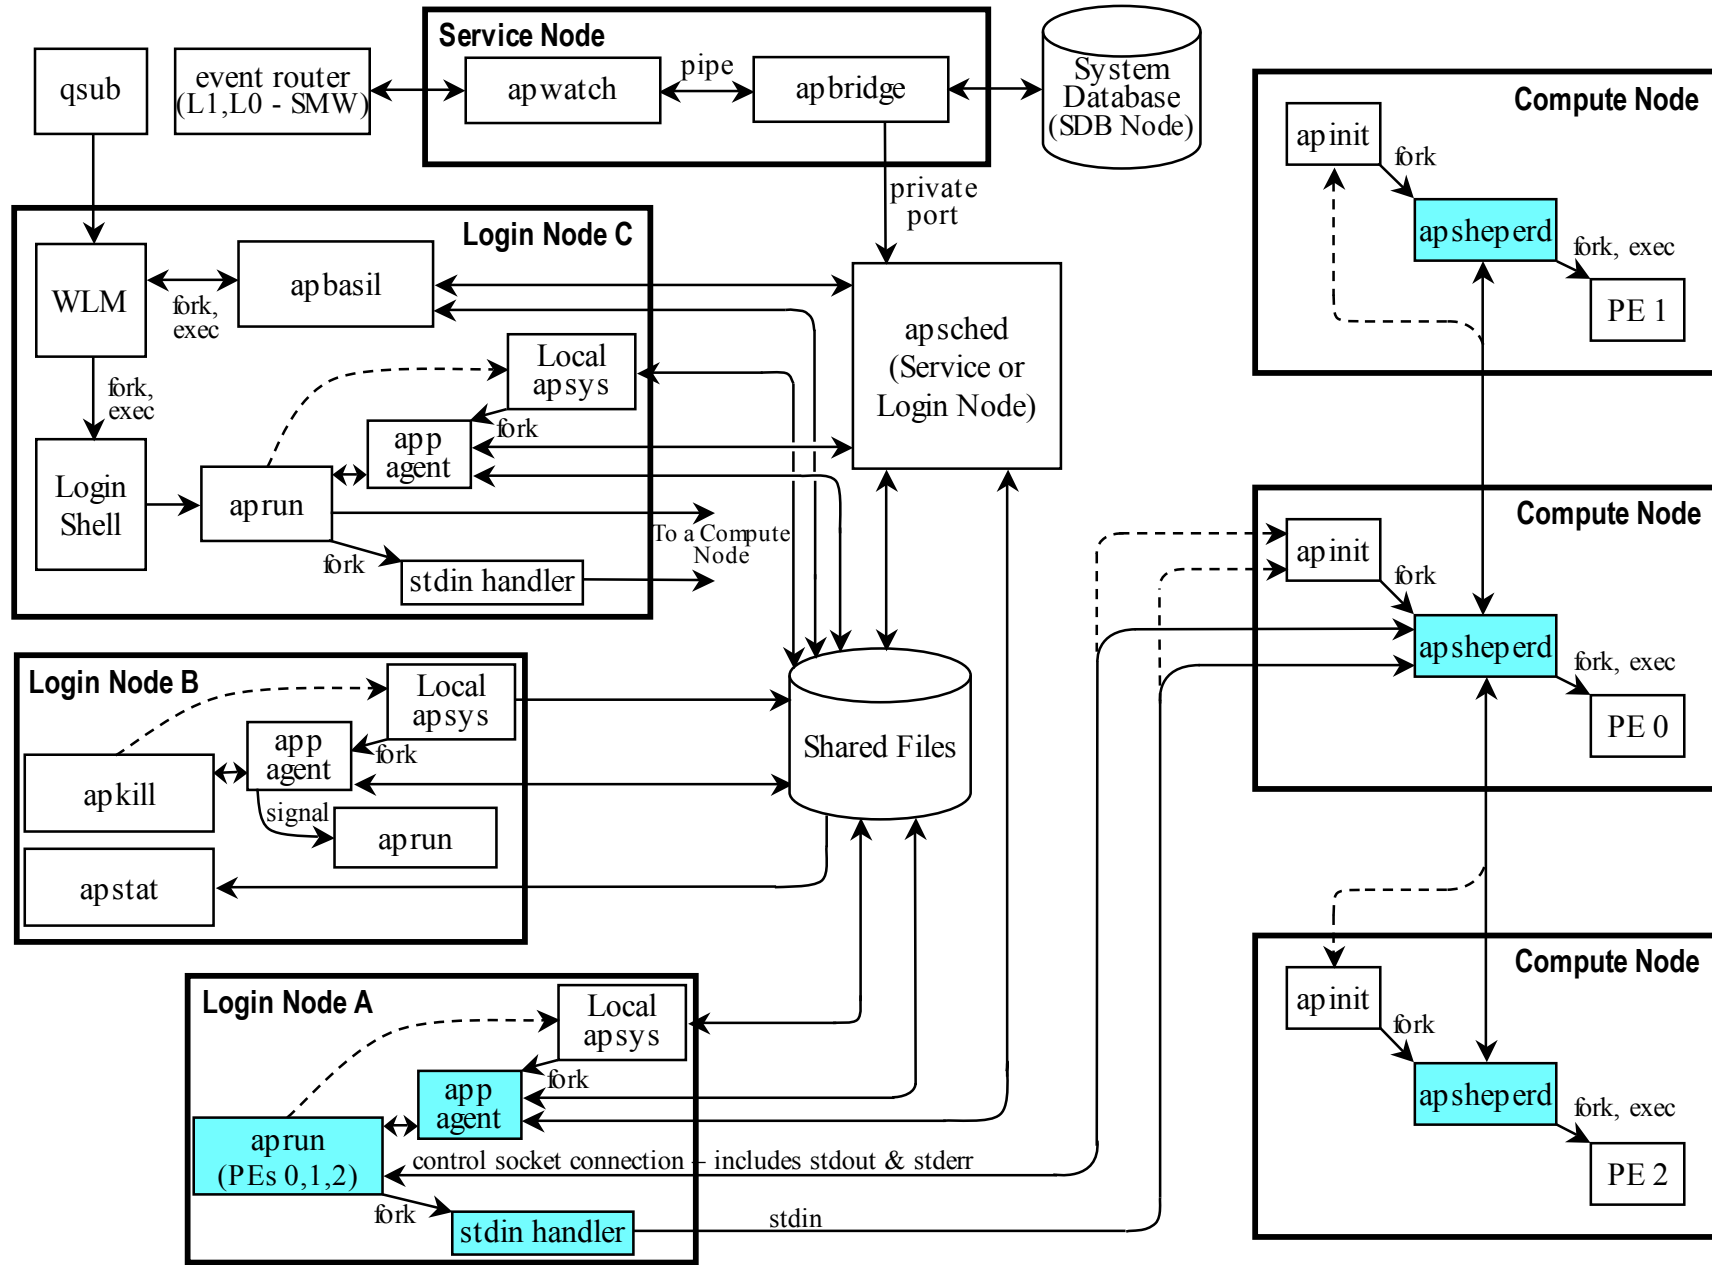 Service Node
qsub
event router
(L1,L0 - SMW)
apwatch
pipe
apbridge
System
Database
(SDB Node)
private
port
Login Node C
WLM
fork,
exec
apbasil
apsched
(Service or
Login Node)
Local
apsys
fork
app
agent
fork,
exec
Login
Shell
aprun
fork
stdin handler
To a Compute
Node
Login Node B
Local
apsys
fork
app
agent
apkill
signal
aprun
apstat
Shared Files
Login Node A
Local
apsys
fork
app
agent
aprun
(PEs 0,1,2)
control socket connection – includes stdout & stderr
fork
stdin handler
stdin
Compute Node
apinit
fork
apsheperd
fork, exec
PE 1
Compute Node
apinit
fork
apsheperd
fork, exec
PE 0
Compute Node
apinit
fork
apsheperd
fork, exec
PE 2